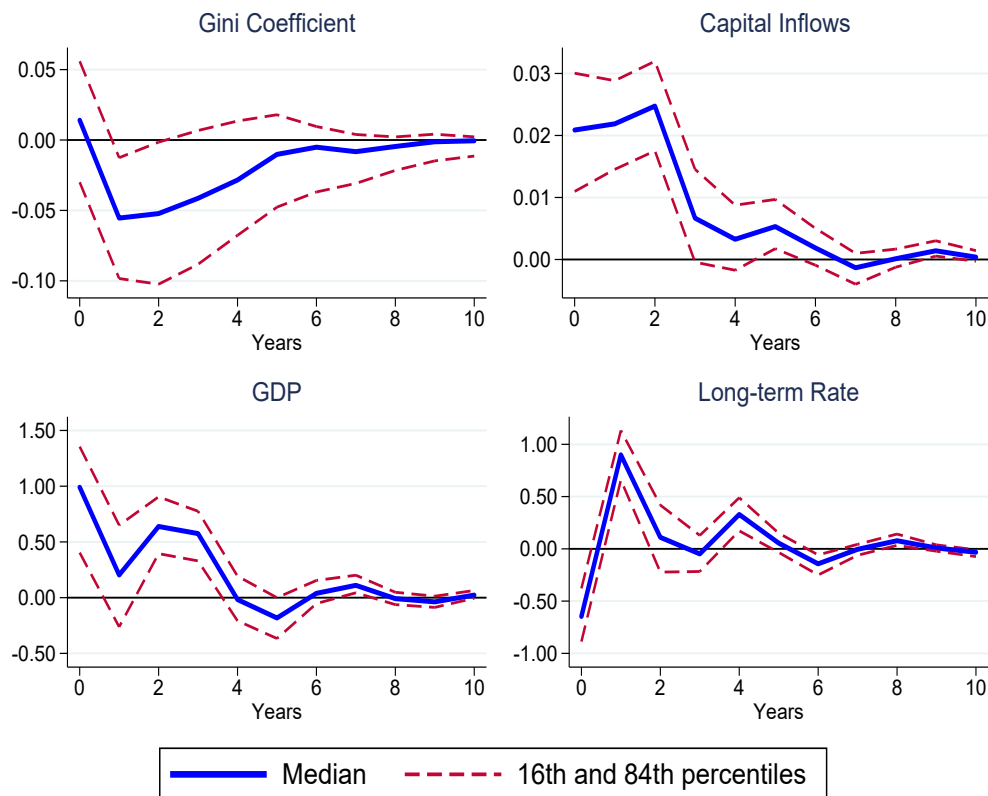 Gini Coefficient
0.05
0.00
-0.05
-0.10
0 2 4 6 8 10
Years
Capital Inflows
0.03
0.02
0.01
0.00
0 2 4 6 8 10
Years
GDP
1.50
1.00
0.50
0.00
-0.50
0 2 4 6 8 10
Years
Long-term Rate
1.00
0.50
0.00
-0.50
-1.00
0 2 4 6 8 10
Years
Median 16th and 84th percentiles